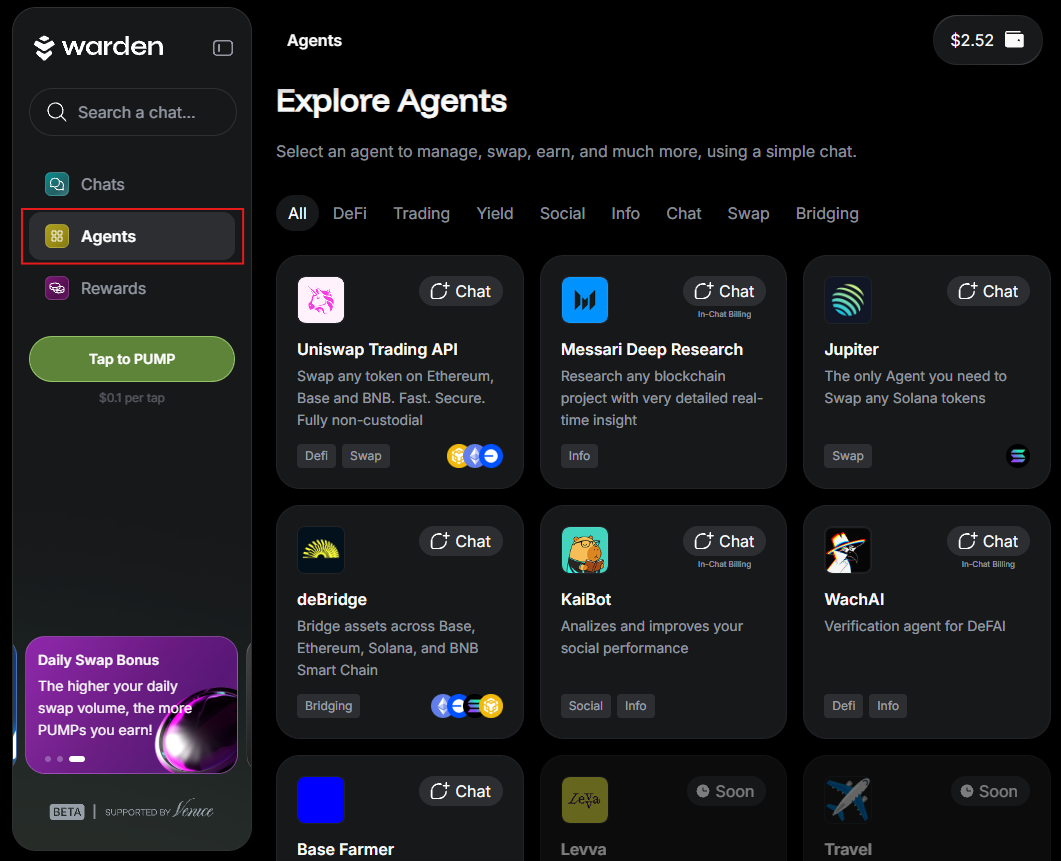 warden
Search a chat...
Chats
Agents
Rewards
Tap to PUMP
$0.1 per tap
Daily Swap Bonus
The higher your daily
swap volume, the more
PUMPs you earn!
BETA | SUPPORTED BY Venice
Agents
$2.52
Explore Agents
Select an agent to manage, swap, earn, and much more, using a simple chat.
All DeFi Trading Yield Social Info Chat Swap Bridging
Chat
Uniswap Trading API
Swap any token on Ethereum,
Base and BNB. Fast. Secure.
Fully non-custodial
Defi Swap
Chat
In-Chat Billing
Messari Deep Research
Research any blockchain
project with very detailed real-
time insight
Info
Chat
Jupiter
The only Agent you need to
Swap any Solana tokens
Swap
Chat
deBridge
Bridge assets across Base,
Ethereum, Solana, and BNB
Smart Chain
Bridging
Chat
In-Chat Billing
KaiBot
Analizes and improves your
social performance
Social Info
Chat
In-Chat Billing
WachAI
Verification agent for DeFAI
Defi Info
Chat
Base Farmer
Levva
Soon
Levva
Soon
Travel